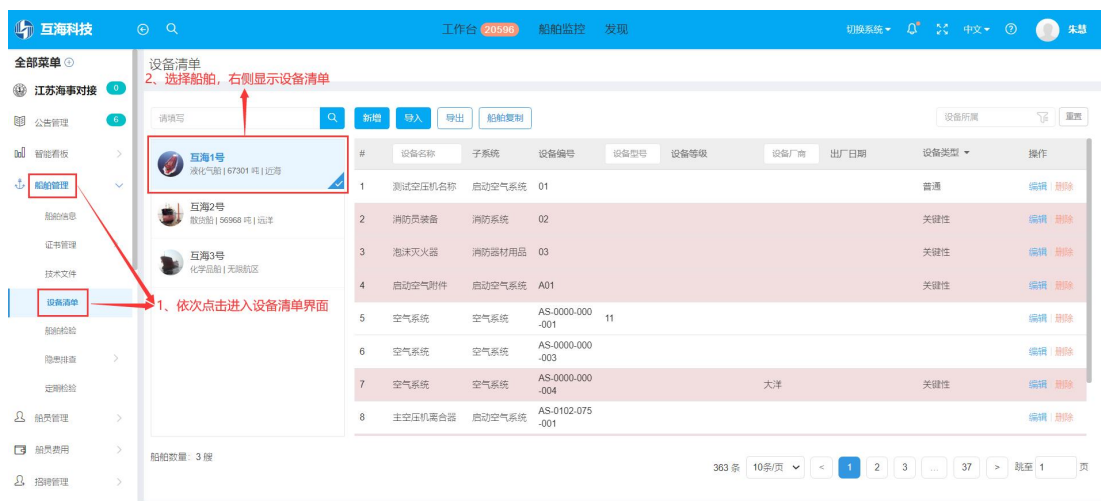 互海科技
工作台 20596 船舶监控 发现
切换系统 中文 朱慧
全部菜单
江苏海事对接 0
公告管理 6
智能看板
船舶管理
船舶信息
证书管理
技术文件
设备清单
船舶检验
隐患排查
定期检验
船员管理
船员费用
招聘管理
设备清单
2、选择船舶，右侧显示设备清单
请填写
新增 导入 导出 船舶复制
设备所属 重置
互海1号
液化气船 | 67301 吨 | 近海
互海2号
散货船 | 56968 吨 | 远洋
互海3号
化学品船 | 无限航区
1、依次点击进入设备清单界面
# 设备名称 子系统 设备编号 设备型号 设备等级 设备厂商 出厂日期 设备类型 操作
1 测试空压机名称 启动空气系统 01 普通 编辑 删除
2 消防员装备 消防系统 02 关键性 编辑 删除
3 泡沫灭火器 消防器材用品 03 关键性 编辑 删除
4 启动空气附件 启动空气系统 A01 关键性 编辑 删除
5 空气系统 空气系统 AS-0000-000
-001 11 编辑 删除
6 空气系统 空气系统 AS-0000-000
-003 编辑 删除
7 空气系统 空气系统 AS-0000-000
-004 大洋 关键性 编辑 删除
8 主空压机离合器 启动空气系统 AS-0102-075
-001 编辑 删除
船舶数量：3 艘
363 条 10条/页 < 1 2 3 ... 37 > 跳至 1 页